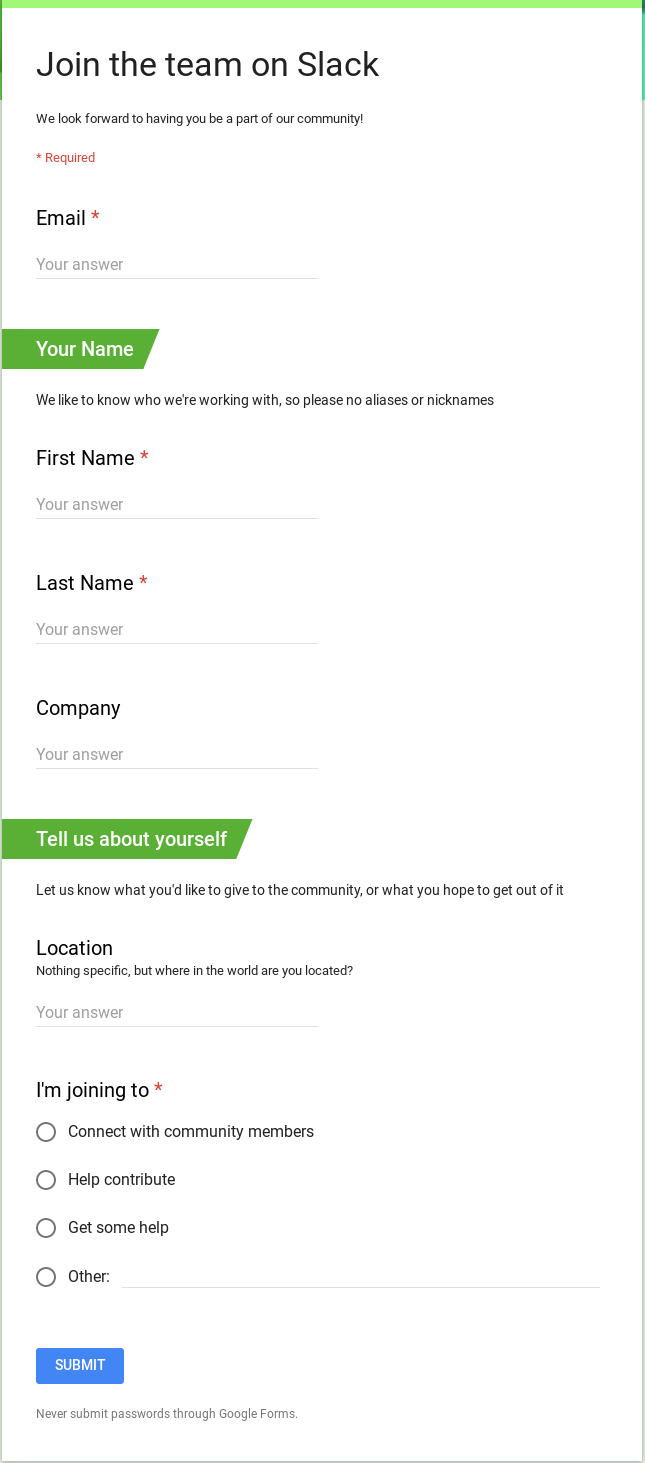 Join the team on Slack
We look forward to having you be a part of our community!
* Required
Email *
Your answer
Your Name
We like to know who we're working with, so please no aliases or nicknames
First Name *
Your answer
Last Name *
Your answer
Company
Your answer
Tell us about yourself
Let us know what you'd like to give to the community, or what you hope to get out of it
Location
Nothing specific, but where in the world are you located?
Your answer
I'm joining to *
Connect with community members
Help contribute
Get some help
Other:
SUBMIT
Never submit passwords through Google Forms.